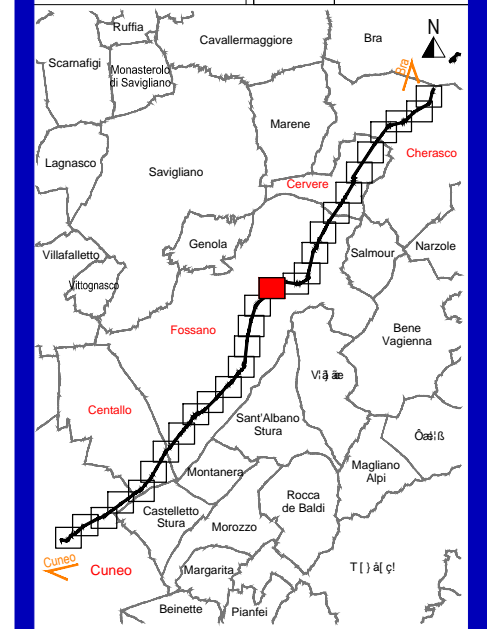 Ruffia
N
Cavallermaggiore
Bra
Scarnafigi
Monasterolo
di Savigliano
Bra
Marene
Lagnasco
Cherasco
Savigliano
Cervere
Genola
Salmour
Narzole
Villafalletto
Vittognasco
Fossano
Bene
Vagienna
Centallo
Sant'Albano
Stura
Magliano
Alpi
Montanera
Rocca
de Baldi
Castelletto
Stura
Morozzo
Cuneo
Cuneo
Margarita
Beinette
Pianfei